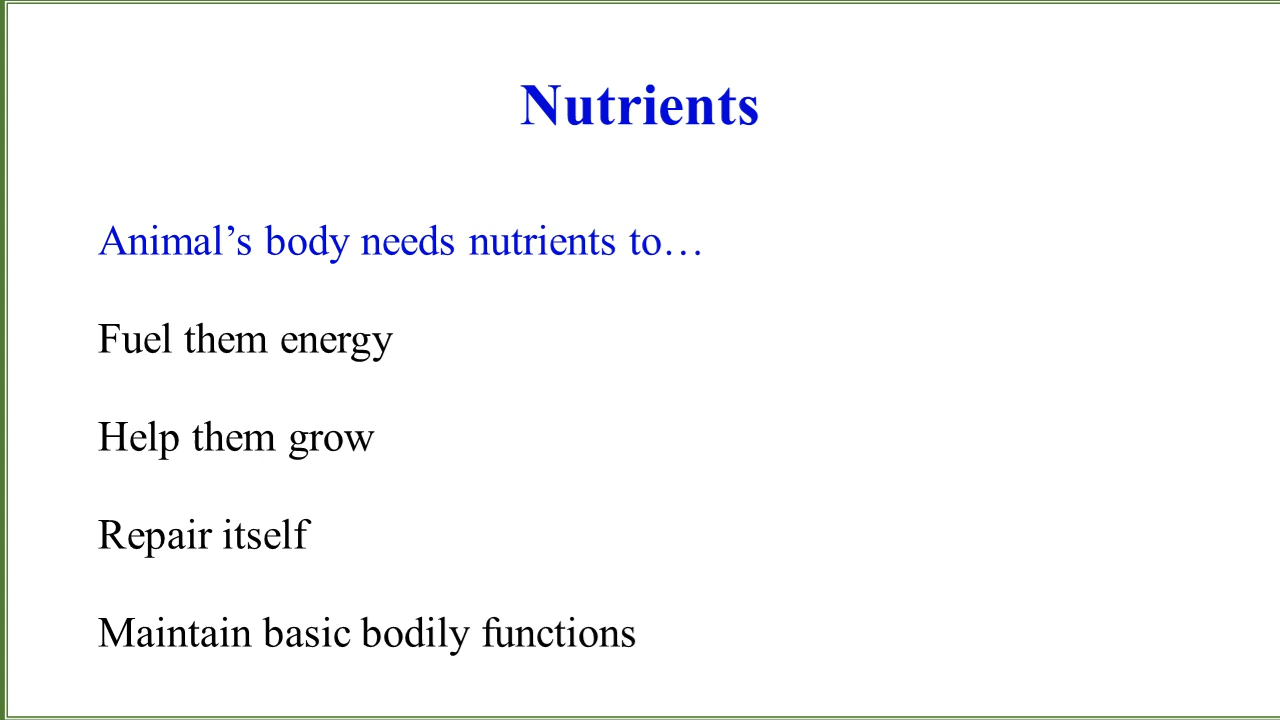 Nutrients
Animal’s body needs nutrients to…
Fuel them energy
Help them grow
Repair itself
Maintain basic bodily functions